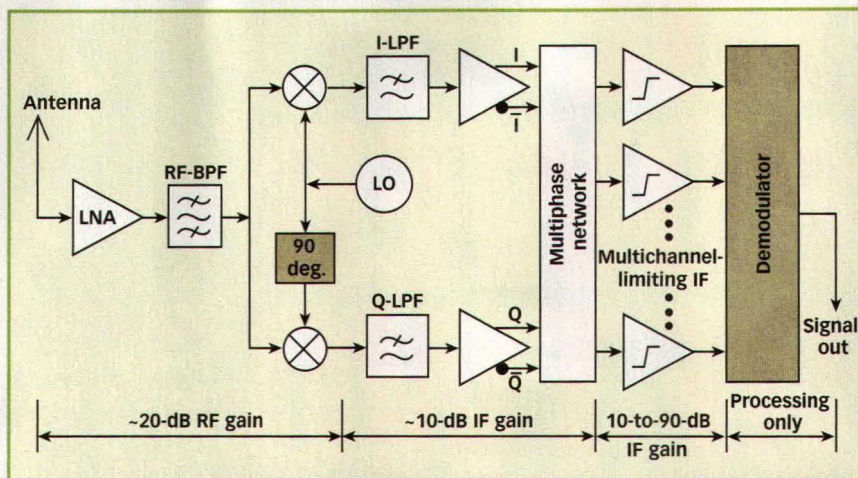 Antenna
LNA
RF-BPF
90
deg.
LO
I-LPF
Q-LPF
I
I̅
Q
Q̅
Multiphase
network
Multichannel-
limiting IF
Demodulator
Signal
out
~20-dB RF gain
~10-dB IF gain
10-to-90-dB
IF gain
Processing
only